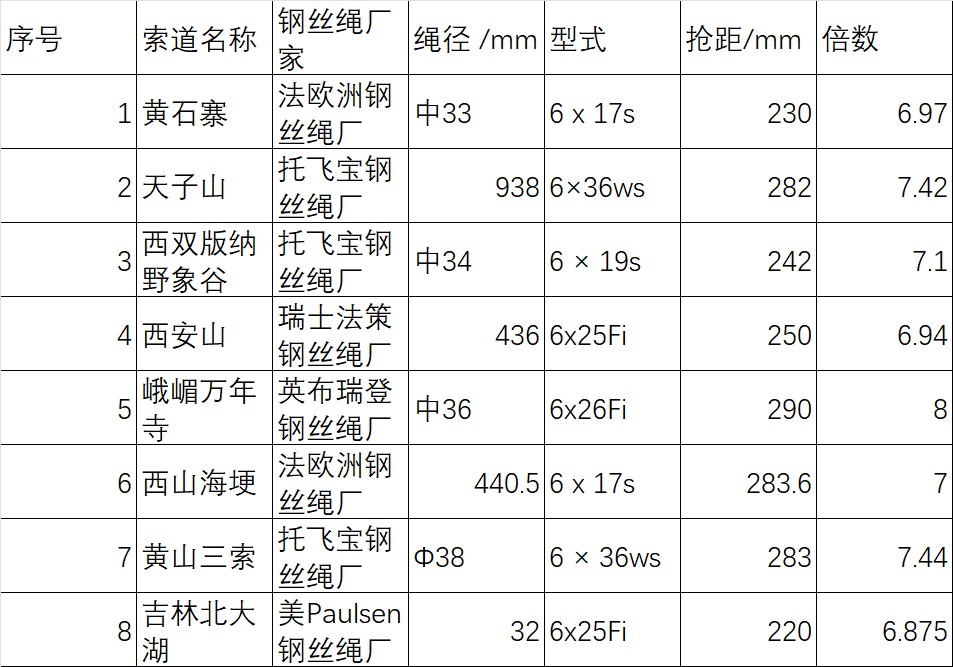 序号 索道名称 钢丝绳厂家 绳径 /mm 型式 抢距/mm 倍数
1 黄石寨 法欧洲钢丝绳厂 中33 6 x 17s 230 6.97
2 天子山 托飞宝钢丝绳厂 938 6×36ws 282 7.42
3 西双版纳野象谷 托飞宝钢丝绳厂 中34 6 × 19s 242 7.1
4 西安山 瑞士法策钢丝绳厂 436 6x25Fi 250 6.94
5 峨嵋万年寺 英布瑞登钢丝绳厂 中36 6x26Fi 290 8
6 西山海埂 法欧洲钢丝绳厂 440.5 6 x 17s 283.6 7
7 黄山三索 托飞宝钢丝绳厂 Φ38 6 × 36ws 283 7.44
8 吉林北大湖 美Paulsen钢丝绳厂 32 6x25Fi 220 6.875